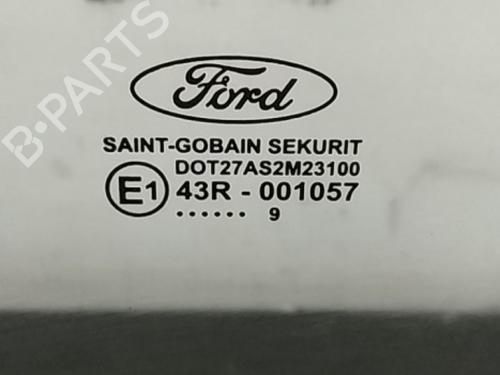 B-PARTS
Ford
SAINT-GOBAIN SEKURIT
DOT27AS2M23100
E1 43R - 001057
...... 9